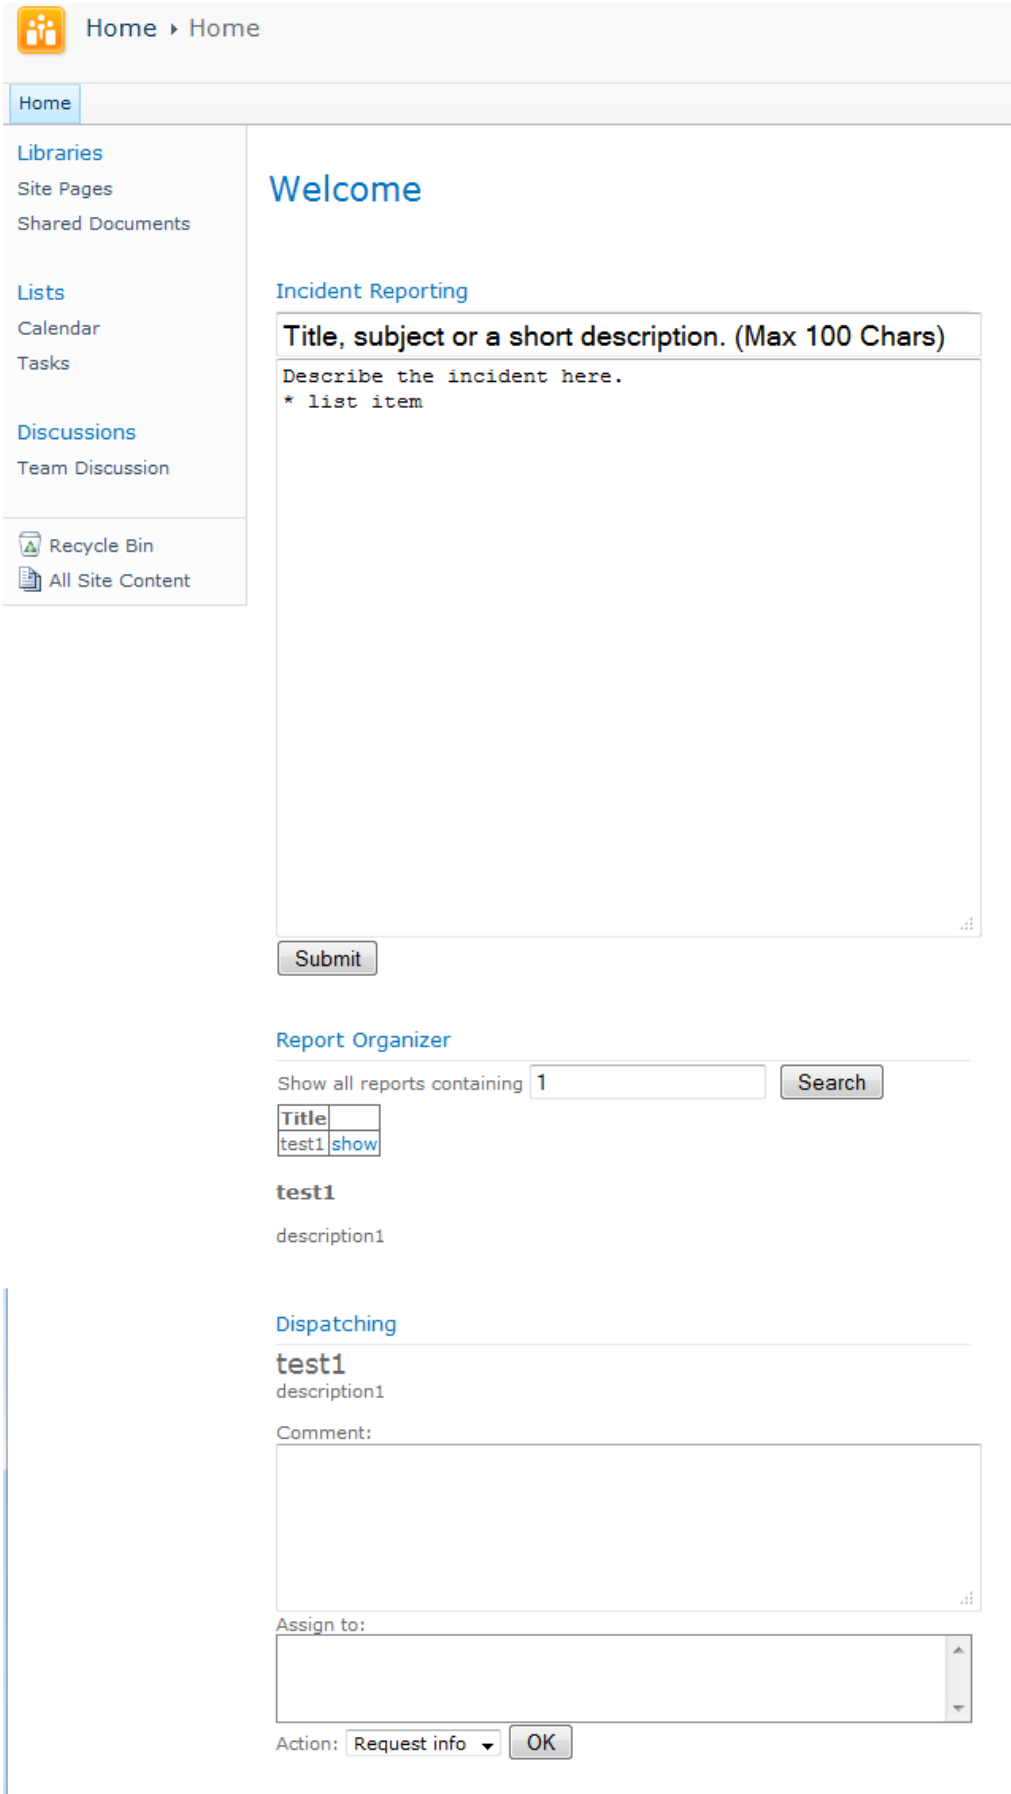 Home ▸ Home
Home
Libraries
Site Pages
Shared Documents
Lists
Calendar
Tasks
Discussions
Team Discussion
Recycle Bin
All Site Content
Welcome
Incident Reporting
Title, subject or a short description. (Max 100 Chars)
Describe the incident here.
* list item
Submit
Report Organizer
Show all reports containing 1 Search
Title
test1 show
test1
description1
Dispatching
test1
description1
Comment:
Assign to:
Action: Request info OK